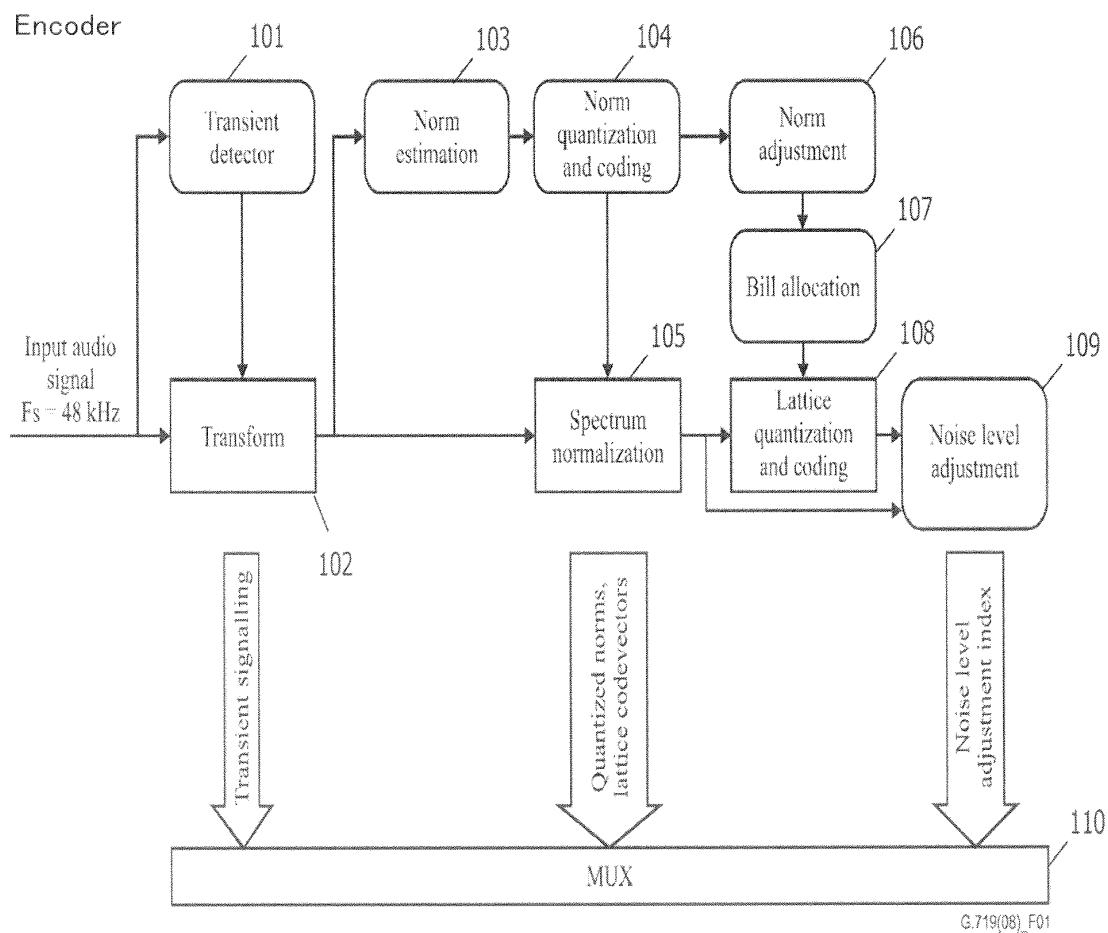 Encoder
101
103
104
106
Transient
detector
Norm
estimation
Norm
quantization
and coding
Norm
adjustment
107
Bill allocation
Input audio
signal
Fs = 48 kHz
105
108
109
Transform
Spectrum
normalization
Lattice
quantization
and coding
Noise level
adjustment
102
Transient signalling
Quantized norms,
lattice codevectors
Noise level
adjustment index
110
MUX
G.719(08)_F01